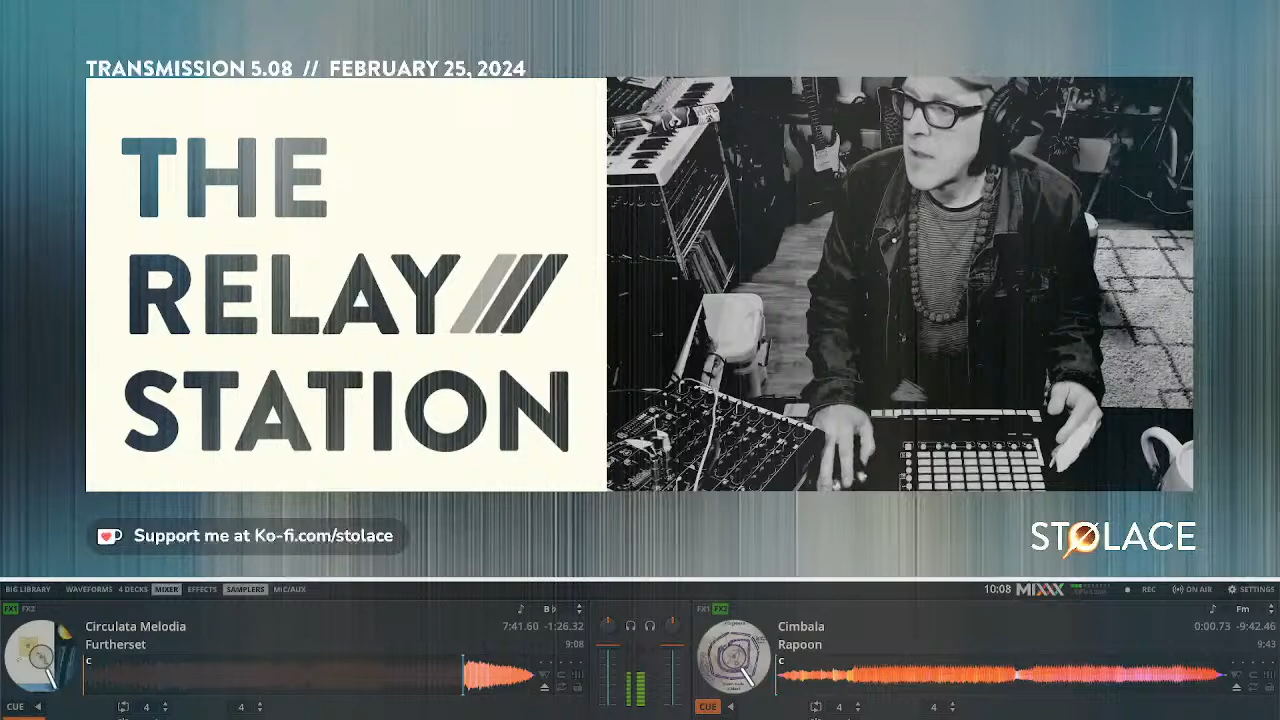 TRANSMISSION 5.08 // FEBRUARY 25, 2024
THE
RELAY///
STATION
Support me at Ko-fi.com/stolace
STØLACE
BIG LIBRARY WAVEFORMS 4 DECKS MIXER EFFECTS SAMPLERS MIC/AUX 10:08 MIXXX REC ON AIR SETTINGS
FX1 FX2 B♭ FX1 FX2 Fm
Circulata Melodia 7:41.60 -1:26.32 Cimbala 0:00.73 -9:42.46
Furtherset 9:08 Rapoon 9:43
C C
CUE 4 4 CUE 4 4